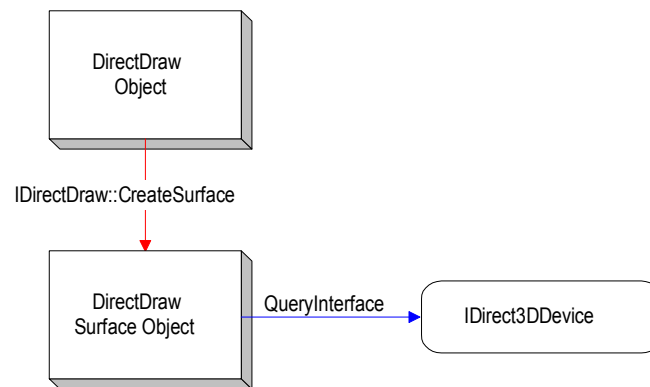 DirectDraw
Object
IDirectDraw::CreateSurface
DirectDraw
Surface Object
QueryInterface
IDirect3DDevice